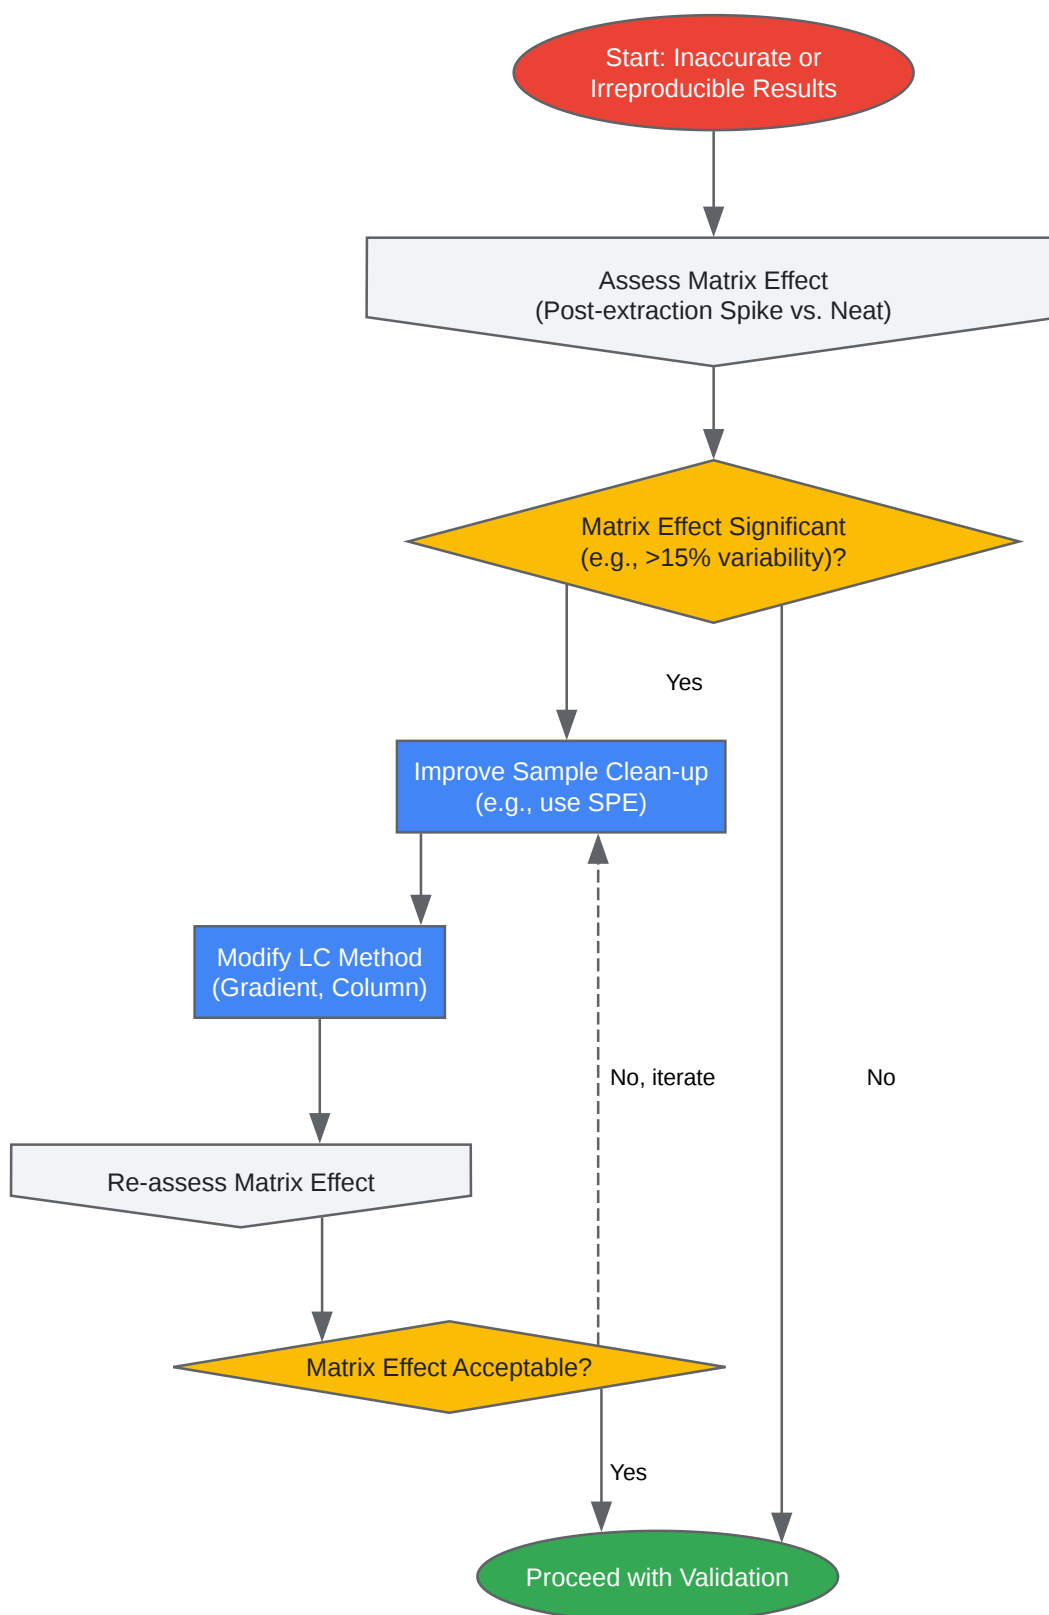 Start: Inaccurate or
Irreproducible Results
Assess Matrix Effect
(Post-extraction Spike vs. Neat)
Matrix Effect Significant
(e.g., >15% variability)?
Yes
Improve Sample Clean-up
(e.g., use SPE)
Modify LC Method
(Gradient, Column)
No, iterate
No
Re-assess Matrix Effect
Matrix Effect Acceptable?
Yes
Proceed with Validation